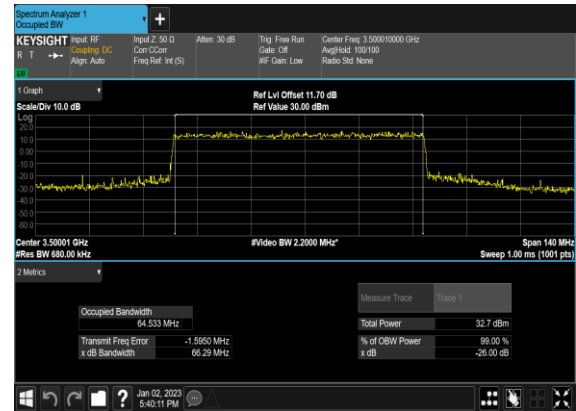 Spectrum Analyzer 1
Occupied BW
KEYSIGHT Input: RF Input Z: 50 Ω Atten: 30 dB Trig: Free Run Center Freq: 3.500010000 GHz
R T Coupling: DC Corr CCorr Gate: Off Avg|Hold: 100/100
Align: Auto Freq Ref: Int (S) #IF Gain: Low Radio Std: None
LNI
1 Graph
Ref Lvl Offset 11.70 dB
Scale/Div 10.0 dB Ref Value 30.00 dBm
Log
20.0
10.0
0.00
-10.0
-20.0
-30.0
-40.0
-50.0
-60.0
Center 3.50001 GHz #Video BW 2.2000 MHz* Span 140 MHz
#Res BW 680.00 kHz Sweep 1.00 ms (1001 pts)
2 Metrics
Measure Trace Trace 1
Occupied Bandwidth
64.533 MHz Total Power 32.7 dBm
Transmit Freq Error -1.5950 MHz % of OBW Power 99.00 %
x dB Bandwidth 66.29 MHz x dB -26.00 dB
Jan 02, 2023
5:40:11 PM